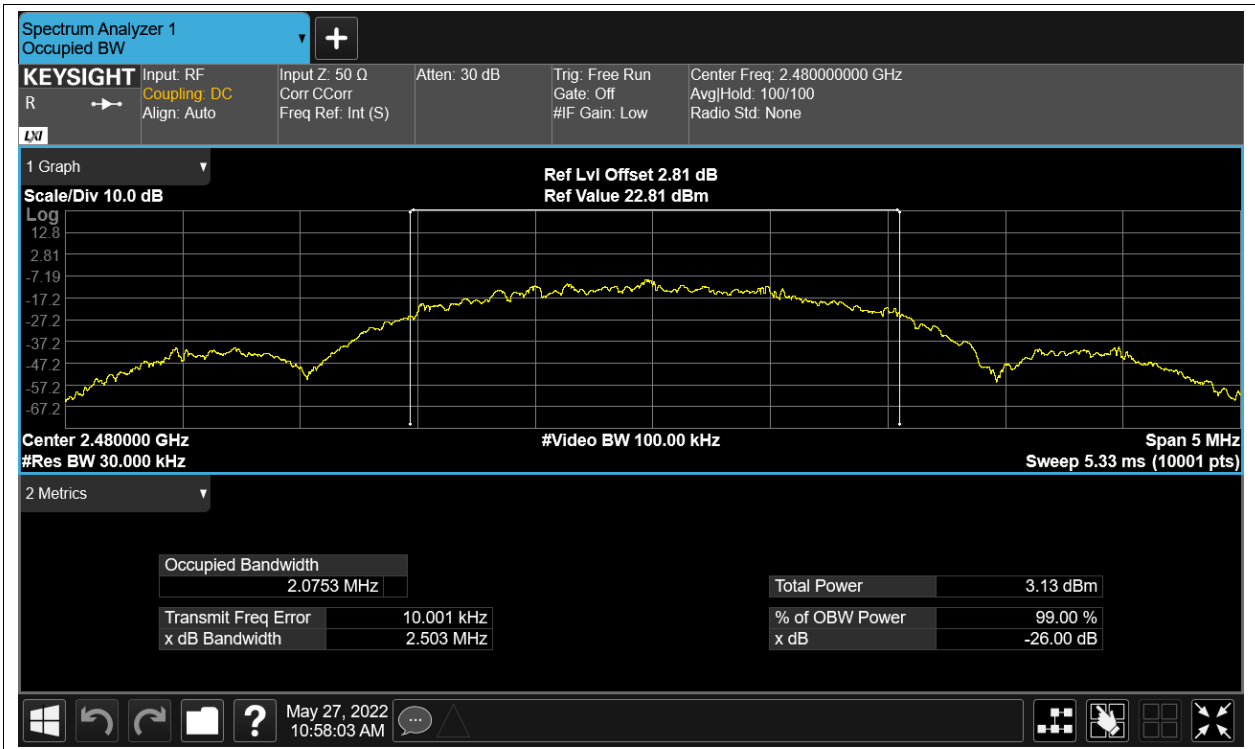 Spectrum Analyzer 1
Occupied BW
KEYSIGHT
R
LXI
Input: RF
Coupling: DC
Align: Auto
Input Z: 50 Ω
Corr CCorr
Freq Ref: Int (S)
Atten: 30 dB
Trig: Free Run
Gate: Off
#IF Gain: Low
Center Freq: 2.480000000 GHz
Avg|Hold: 100/100
Radio Std: None
1 Graph
Scale/Div 10.0 dB
Ref Lvl Offset 2.81 dB
Ref Value 22.81 dBm
Log
12.8
2.81
-7.19
-17.2
-27.2
-37.2
-47.2
-57.2
-67.2
Center 2.480000 GHz
#Video BW 100.00 kHz
Span 5 MHz
#Res BW 30.000 kHz
Sweep 5.33 ms (10001 pts)
2 Metrics
Occupied Bandwidth
2.0753 MHz
Total Power 3.13 dBm
Transmit Freq Error 10.001 kHz
% of OBW Power 99.00 %
x dB Bandwidth 2.503 MHz
x dB -26.00 dB
?
May 27, 2022
10:58:03 AM